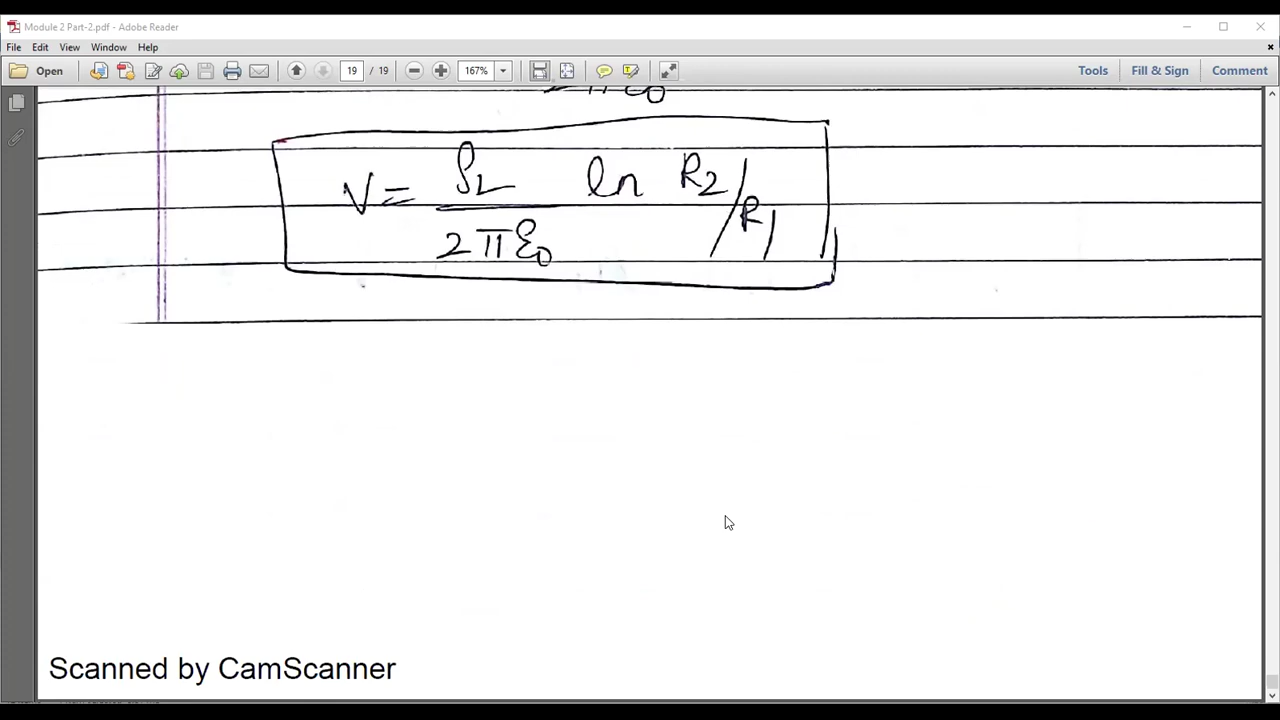 Module 2 Part-2.pdf - Adobe Reader
File Edit View Window Help
Open 19 / 19 167% Tools Fill & Sign Comment
V = ρL / 2πε0 ln R2/R1
Scanned by CamScanner